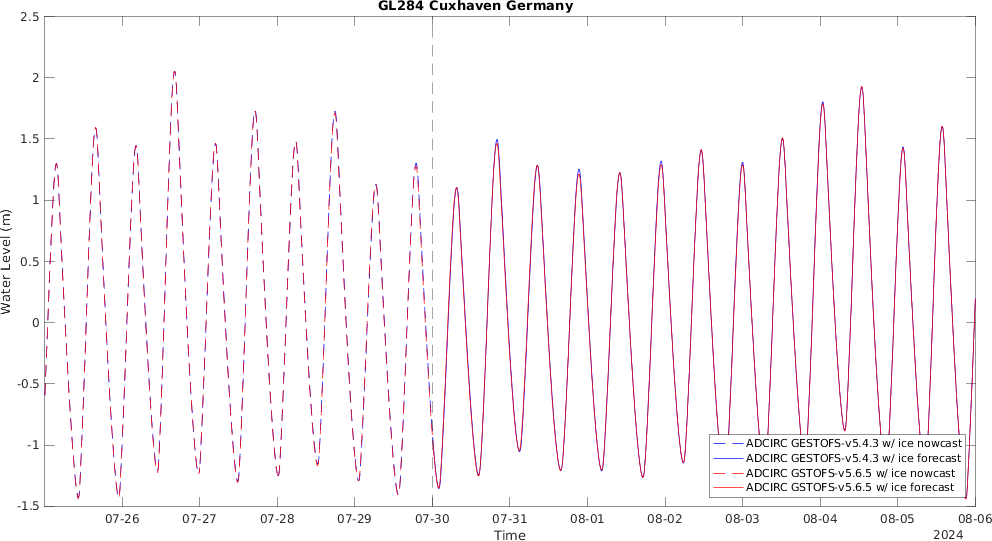 GL284 Cuxhaven Germany
2.5
2
1.5
1
0.5
0
-0.5
-1
-1.5
Water Level (m)
ADCIRC GESTOFS-v5.4.3 w/ ice nowcast
ADCIRC GESTOFS-v5.4.3 w/ ice forecast
ADCIRC GSTOFS-v5.6.5 w/ ice nowcast
ADCIRC GSTOFS-v5.6.5 w/ ice forecast
07-26 07-27 07-28 07-29 07-30 07-31 08-01 08-02 08-03 08-04 08-05 08-06
Time
2024